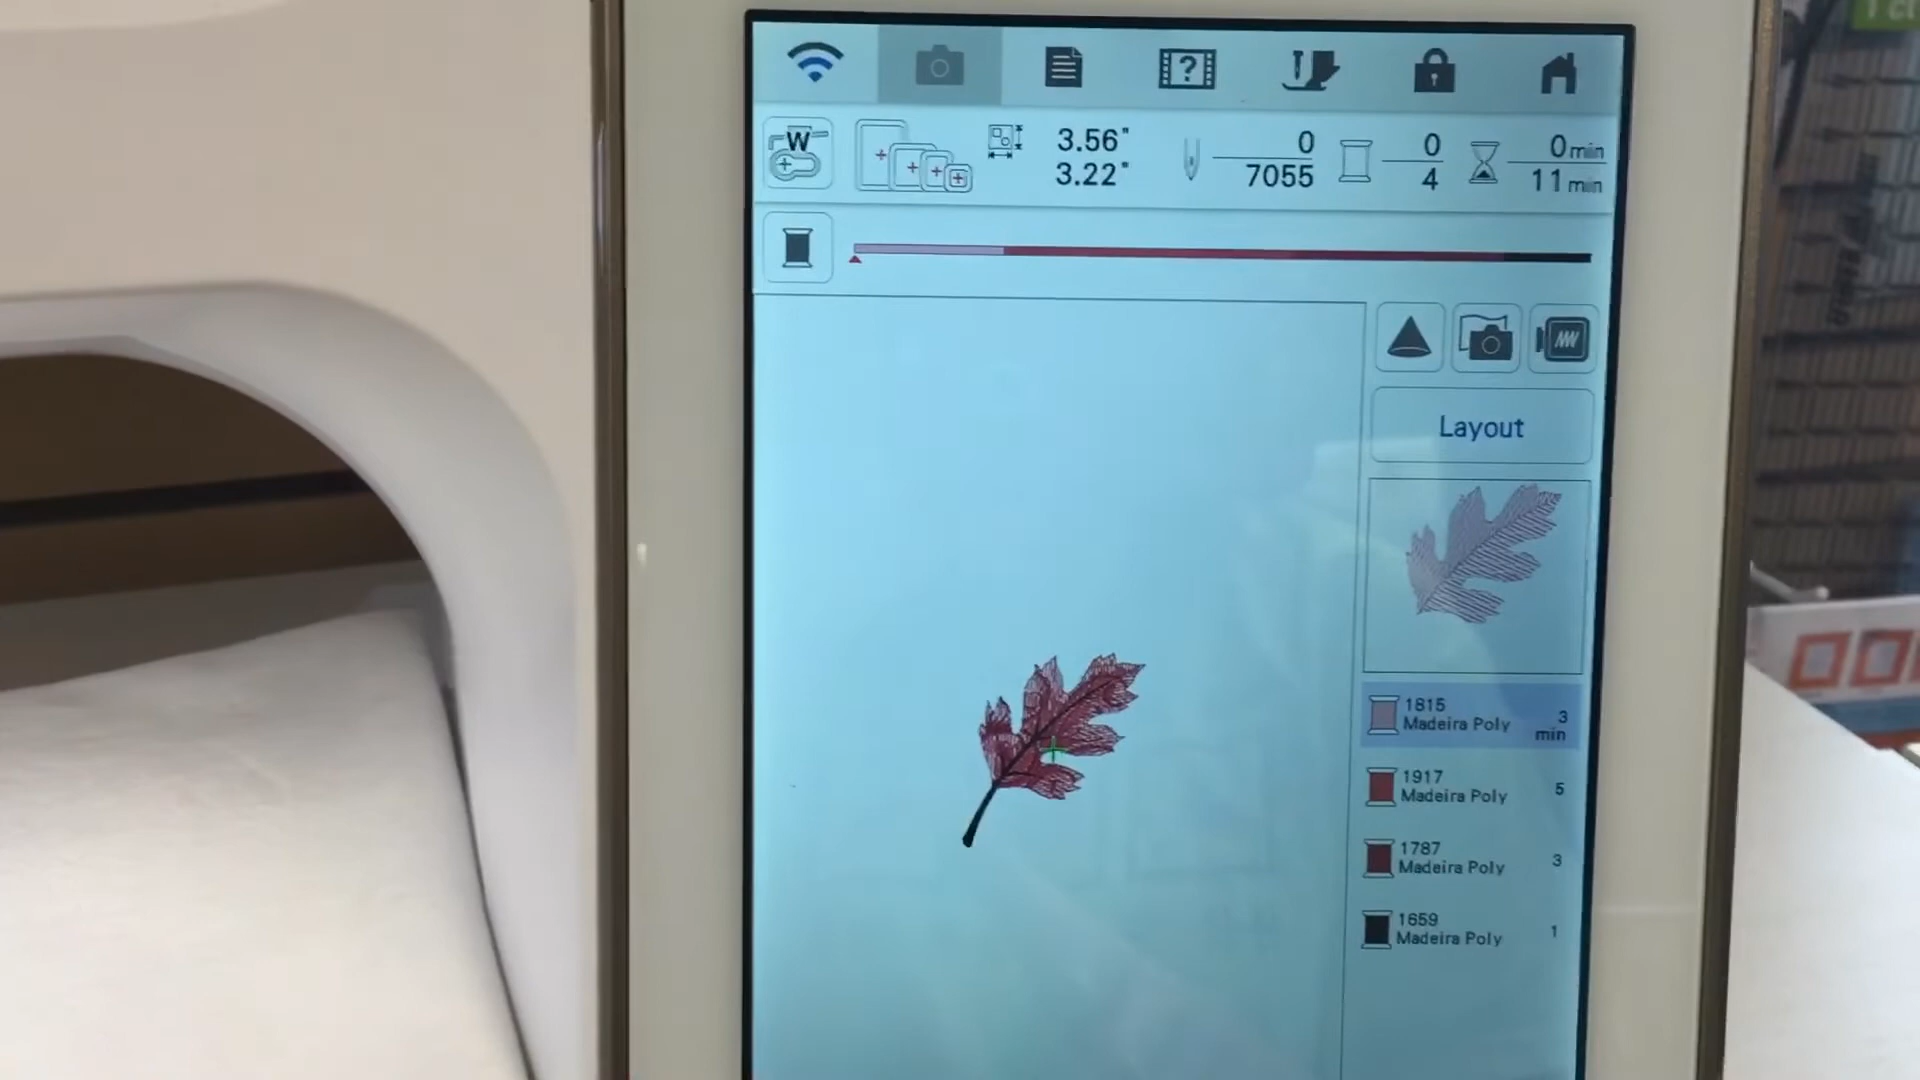 ?
W
3.56"
3.22"
0
7055
0
4
0 min
11 min
Layout
1815
Madeira Poly
3
min
1917
Madeira Poly
5
1787
Madeira Poly
3
1659
Madeira Poly
1